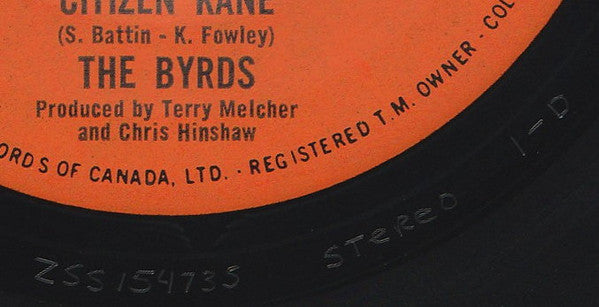 CITIZEN KANE
(S. Battin - K. Fowley)
THE BYRDS
Produced by Terry Melcher
and Chris Hinshaw
ORDS OF CANADA, LTD. · REGISTERED T.M. OWNER - COL
STEREO 1-D
ZSS154735